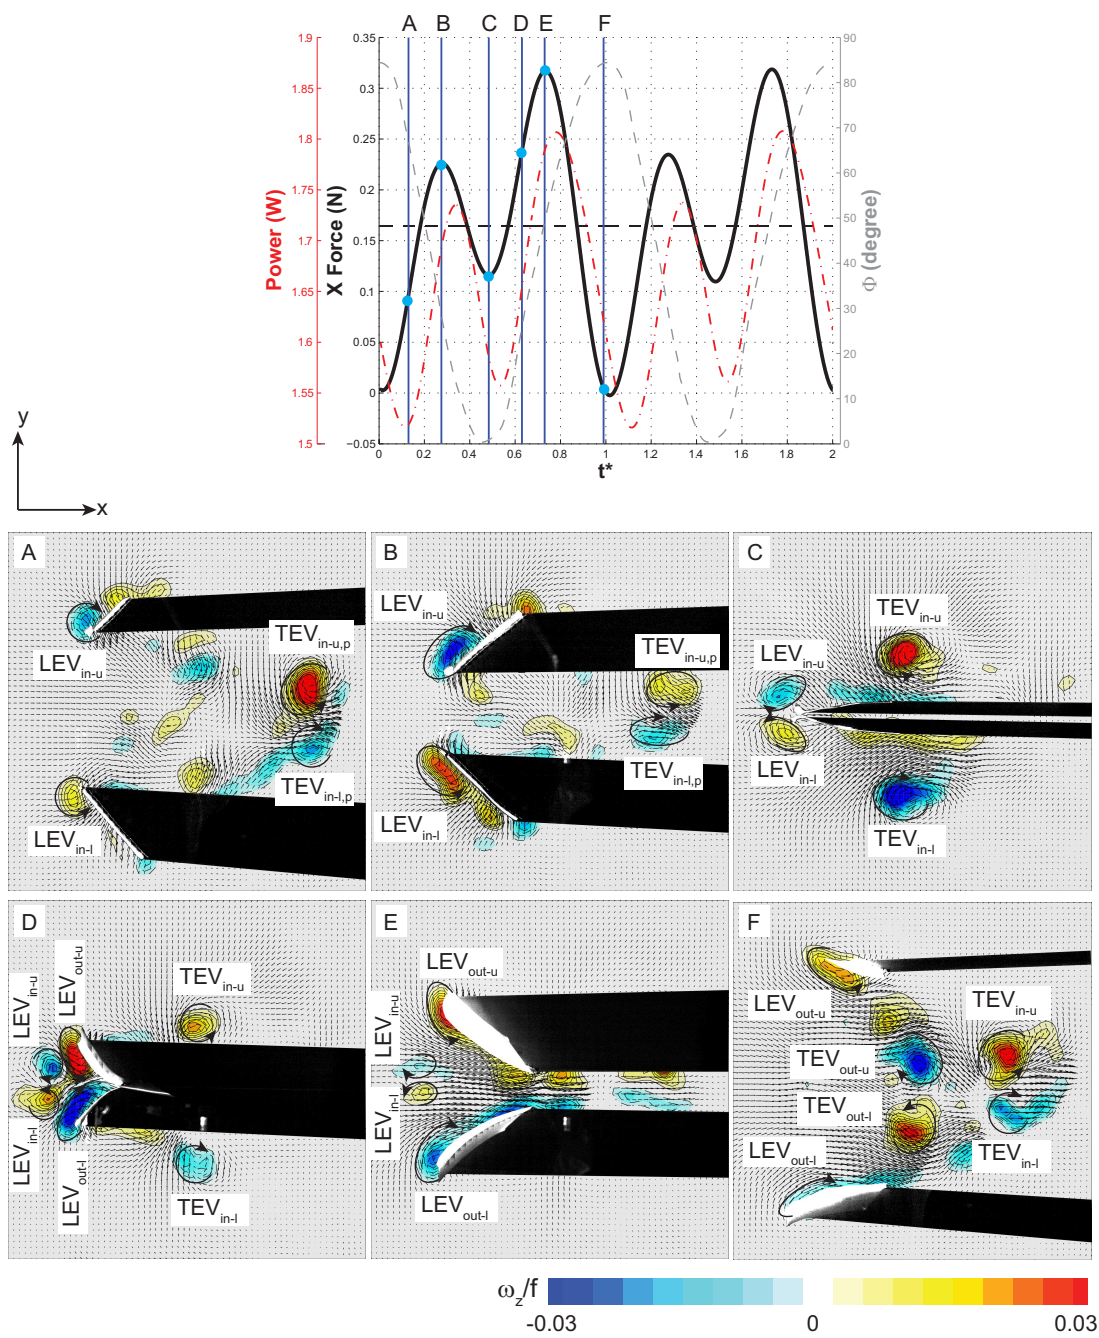 A B C D E F
1.9 0.35 90
1.85 0.3 80
1.8 0.25 70
1.75 0.2 60
50
1.7 0.15 40
1.65 0.1 30
1.6 0.05 20
1.55 0 10
1.5 −0.05 0
Power (W)
X Force (N)
Φ (degree)
0 0.2 0.4 0.6 0.8 1 1.2 1.4 1.6 1.8 2
t*
y
x
A
LEVin-u
TEVin-u,p
TEVin-l,p
LEVin-l
B
LEVin-u
TEVin-u,p
TEVin-l,p
LEVin-l
C
TEVin-u
LEVin-u
LEVin-l
TEVin-l
D
LEVin-u
LEVout-u
TEVin-u
LEVin-l
LEVout-l
TEVin-l
E
LEVout-u
LEVin-u
LEVin-l
LEVout-l
F
LEVout-u
TEVin-u
TEVout-u
TEVout-l
LEVout-l
TEVin-l
ωz/f
-0.03 0 0.03